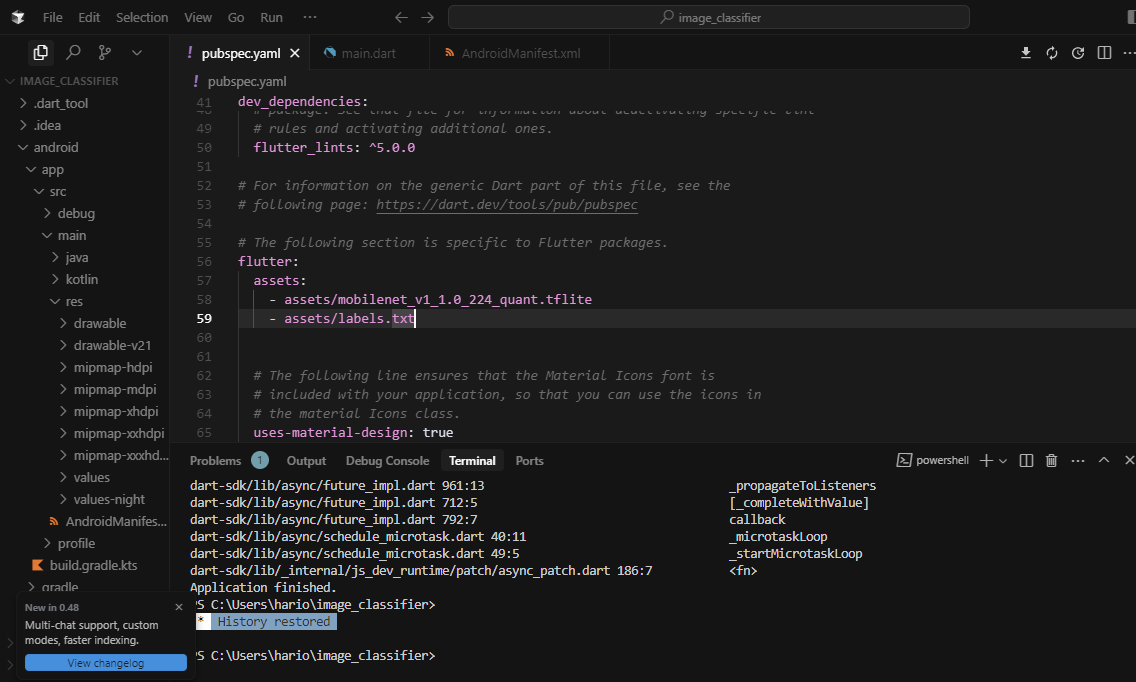 File Edit Selection View Go Run ···
image_classifier
pubspec.yaml
main.dart
AndroidManifest.xml
IMAGE_CLASSIFIER
.dart_tool
.idea
android
app
src
debug
main
java
kotlin
res
drawable
drawable-v21
mipmap-hdpi
mipmap-mdpi
mipmap-xhdpi
mipmap-xxhdpi
mipmap-xxxhd...
values
values-night
AndroidManifes...
profile
build.gradle.kts
gradle
New in 0.48
Multi-chat support, custom
modes, faster indexing.
View changelog
! pubspec.yaml
41 dev_dependencies:
48 # package. See that file for information about deactivating specific lint
49 # rules and activating additional ones.
50 flutter_lints: ^5.0.0
51
52 # For information on the generic Dart part of this file, see the
53 # following page: https://dart.dev/tools/pub/pubspec
54
55 # The following section is specific to Flutter packages.
56 flutter:
57 assets:
58 - assets/mobilenet_v1_1.0_224_quant.tflite
59 - assets/labels.txt
60
61
62 # The following line ensures that the Material Icons font is
63 # included with your application, so that you can use the icons in
64 # the material Icons class.
65 uses-material-design: true
Problems 1 Output Debug Console Terminal Ports
powershell
dart-sdk/lib/async/future_impl.dart 961:13 _propagateToListeners
dart-sdk/lib/async/future_impl.dart 712:5 [_completeWithValue]
dart-sdk/lib/async/future_impl.dart 792:7 callback
dart-sdk/lib/async/schedule_microtask.dart 40:11 _microtaskLoop
dart-sdk/lib/async/schedule_microtask.dart 49:5 _startMicrotaskLoop
dart-sdk/lib/_internal/js_dev_runtime/patch/async_patch.dart 186:7 <fn>
Application finished.
PS C:\Users\hario\image_classifier>
* History restored
PS C:\Users\hario\image_classifier>